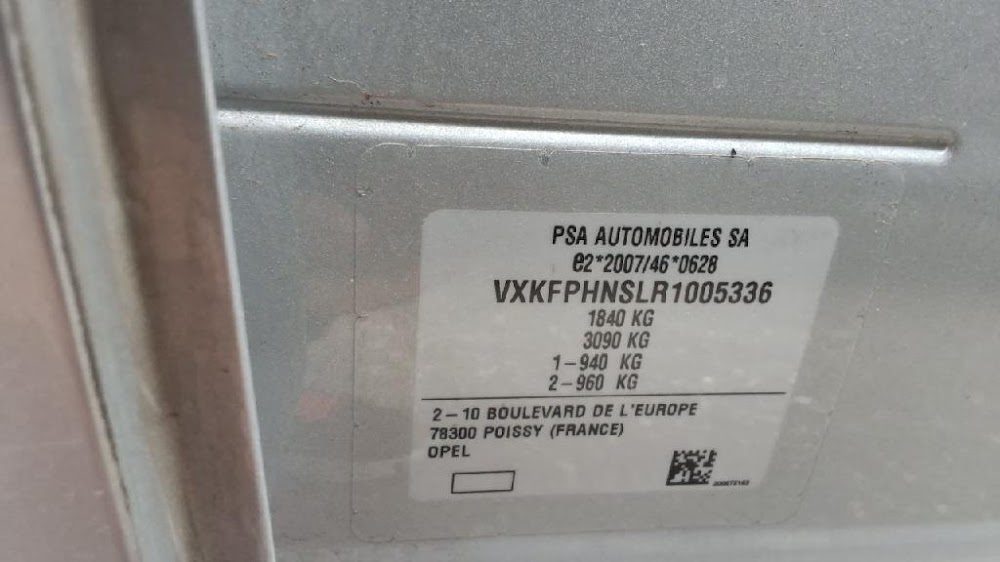 PSA AUTOMOBILES SA
e2*2007/46*0628
VXKFPHNSLR1005336
1840 KG
3090 KG
1-940 KG
2-960 KG
2-10 BOULEVARD DE L'EUROPE
78300 POISSY (FRANCE)
OPEL